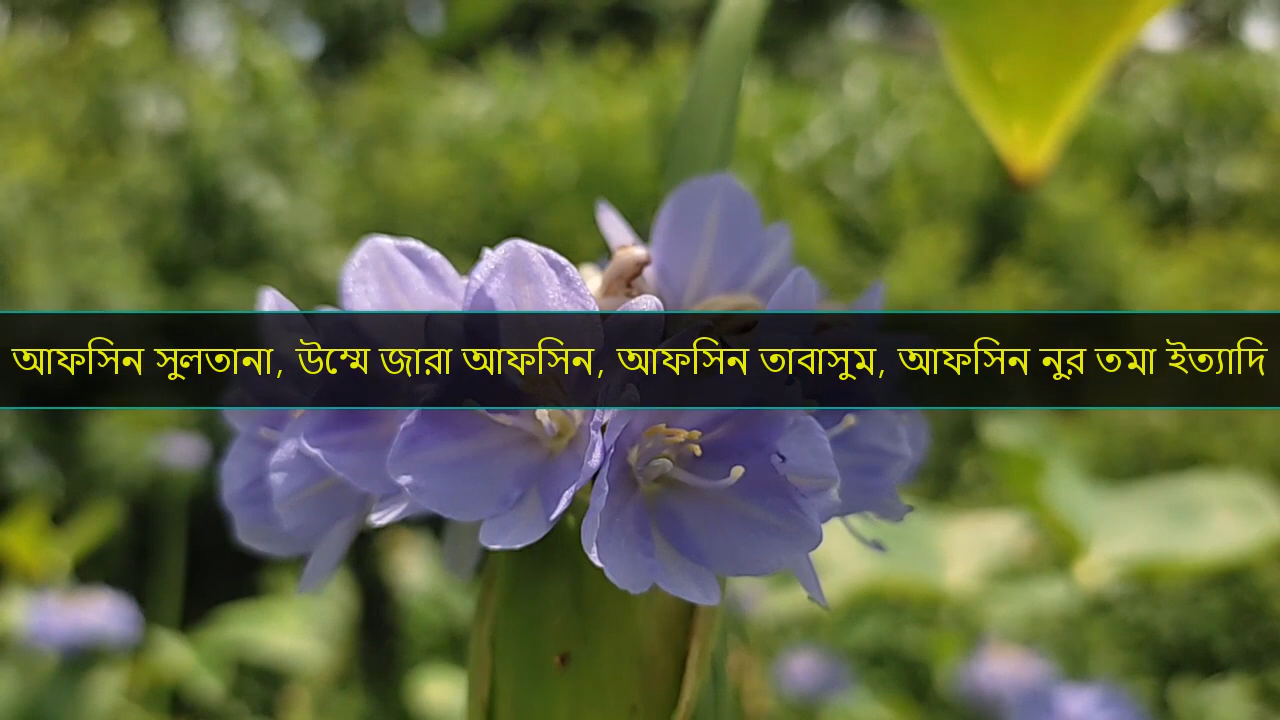 আফসিন সুলতানা, উম্মে জারা আফসিন, আফসিন তাবাসুম, আফসিন নুর তমা ইত্যাদি